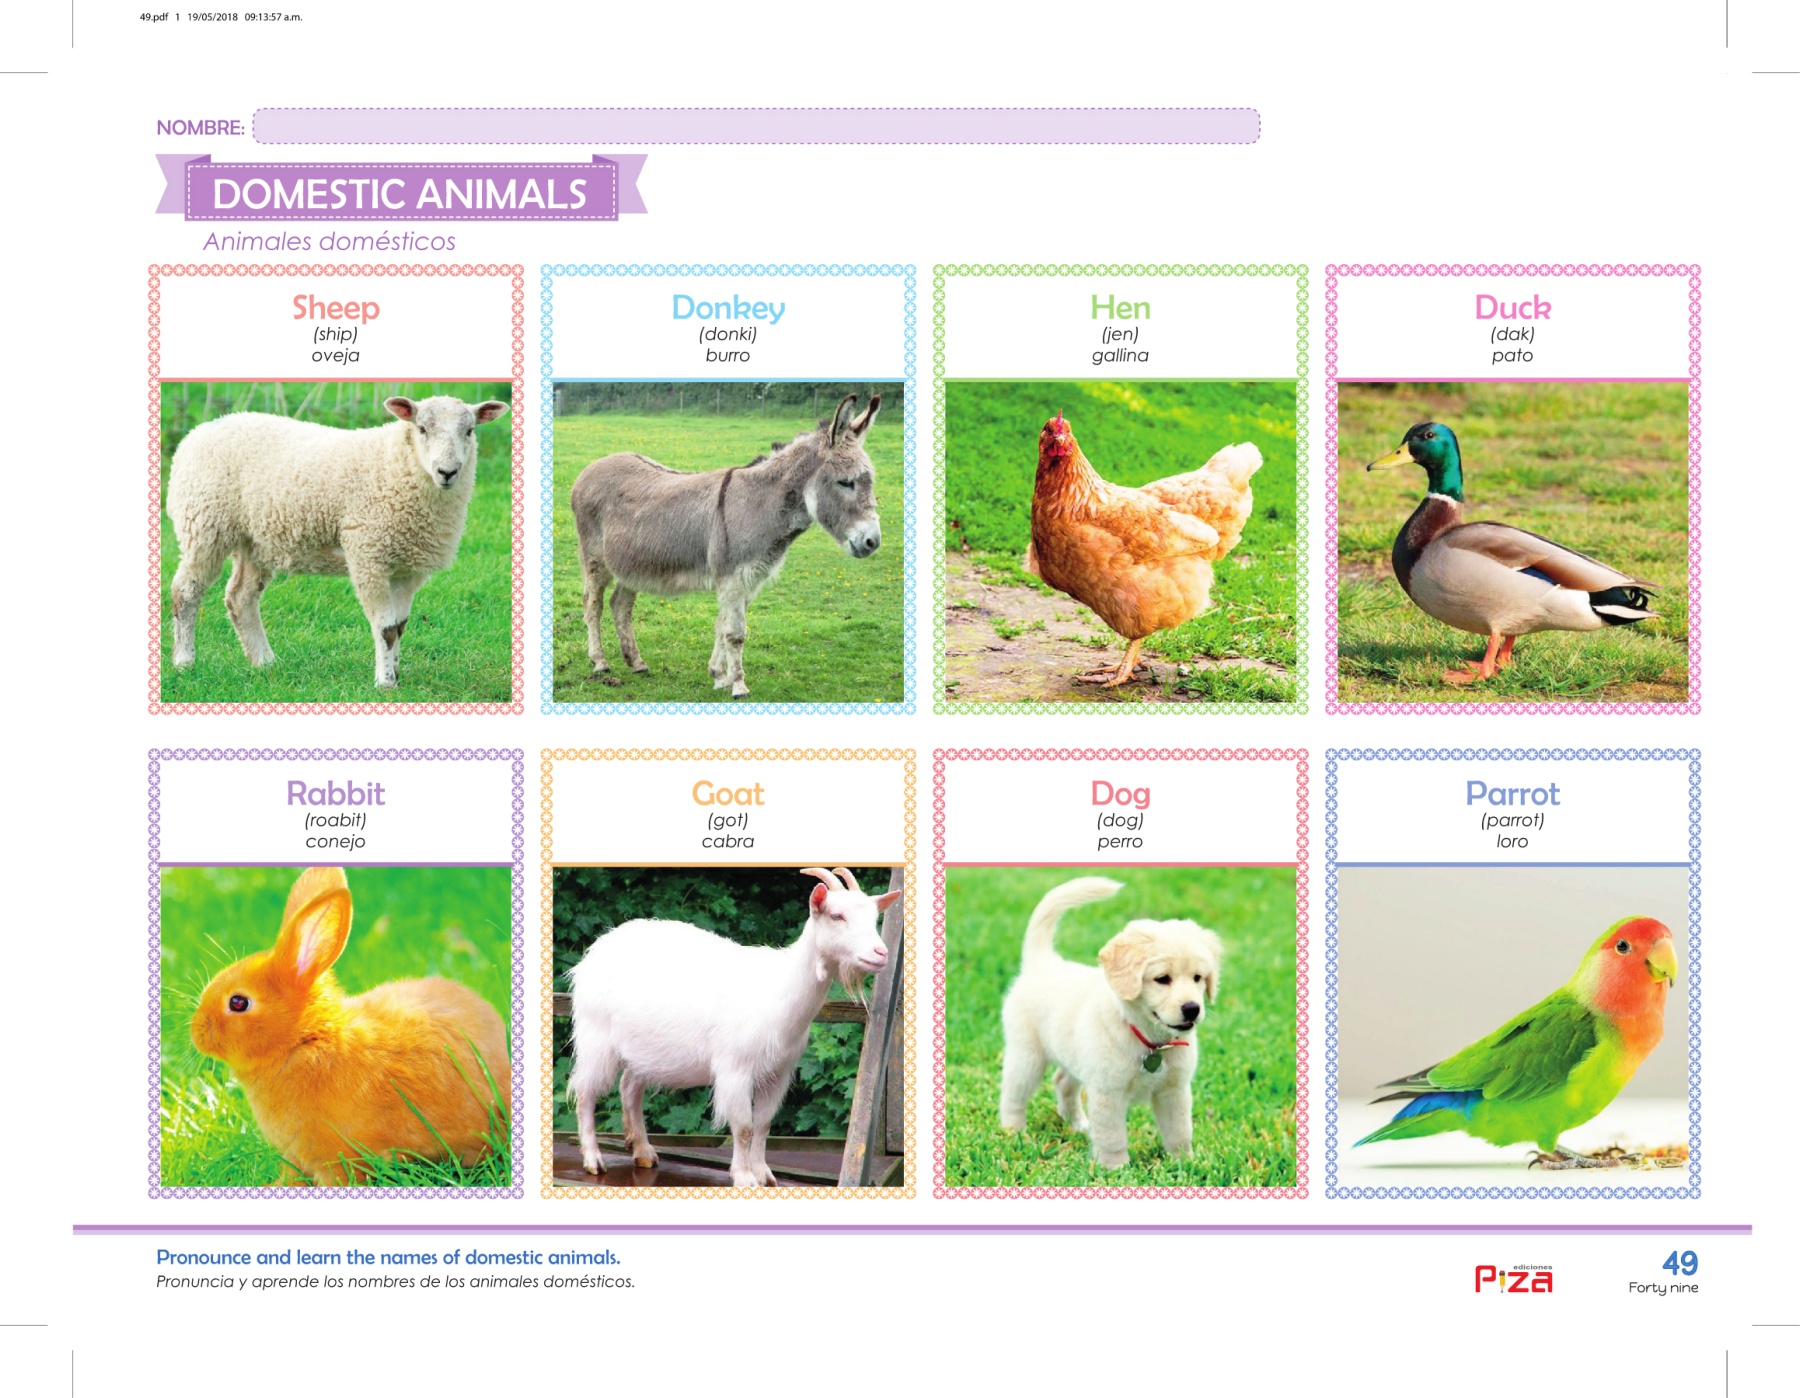 49.pdf 1 19/05/2018 09:13:57 a.m.
NOMBRE:
DOMESTIC ANIMALS
Animales domésticos
Sheep
(ship)
oveja
Donkey
(donki)
burro
Hen
(jen)
gallina
Duck
(dak)
pato
Rabbit
(roabit)
conejo
Goat
(got)
cabra
Dog
(dog)
perro
Parrot
(parrot)
loro
Pronounce and learn the names of domestic animals.
Pronuncia y aprende los nombres de los animales domésticos.
ediciones
Piza
49
Forty nine